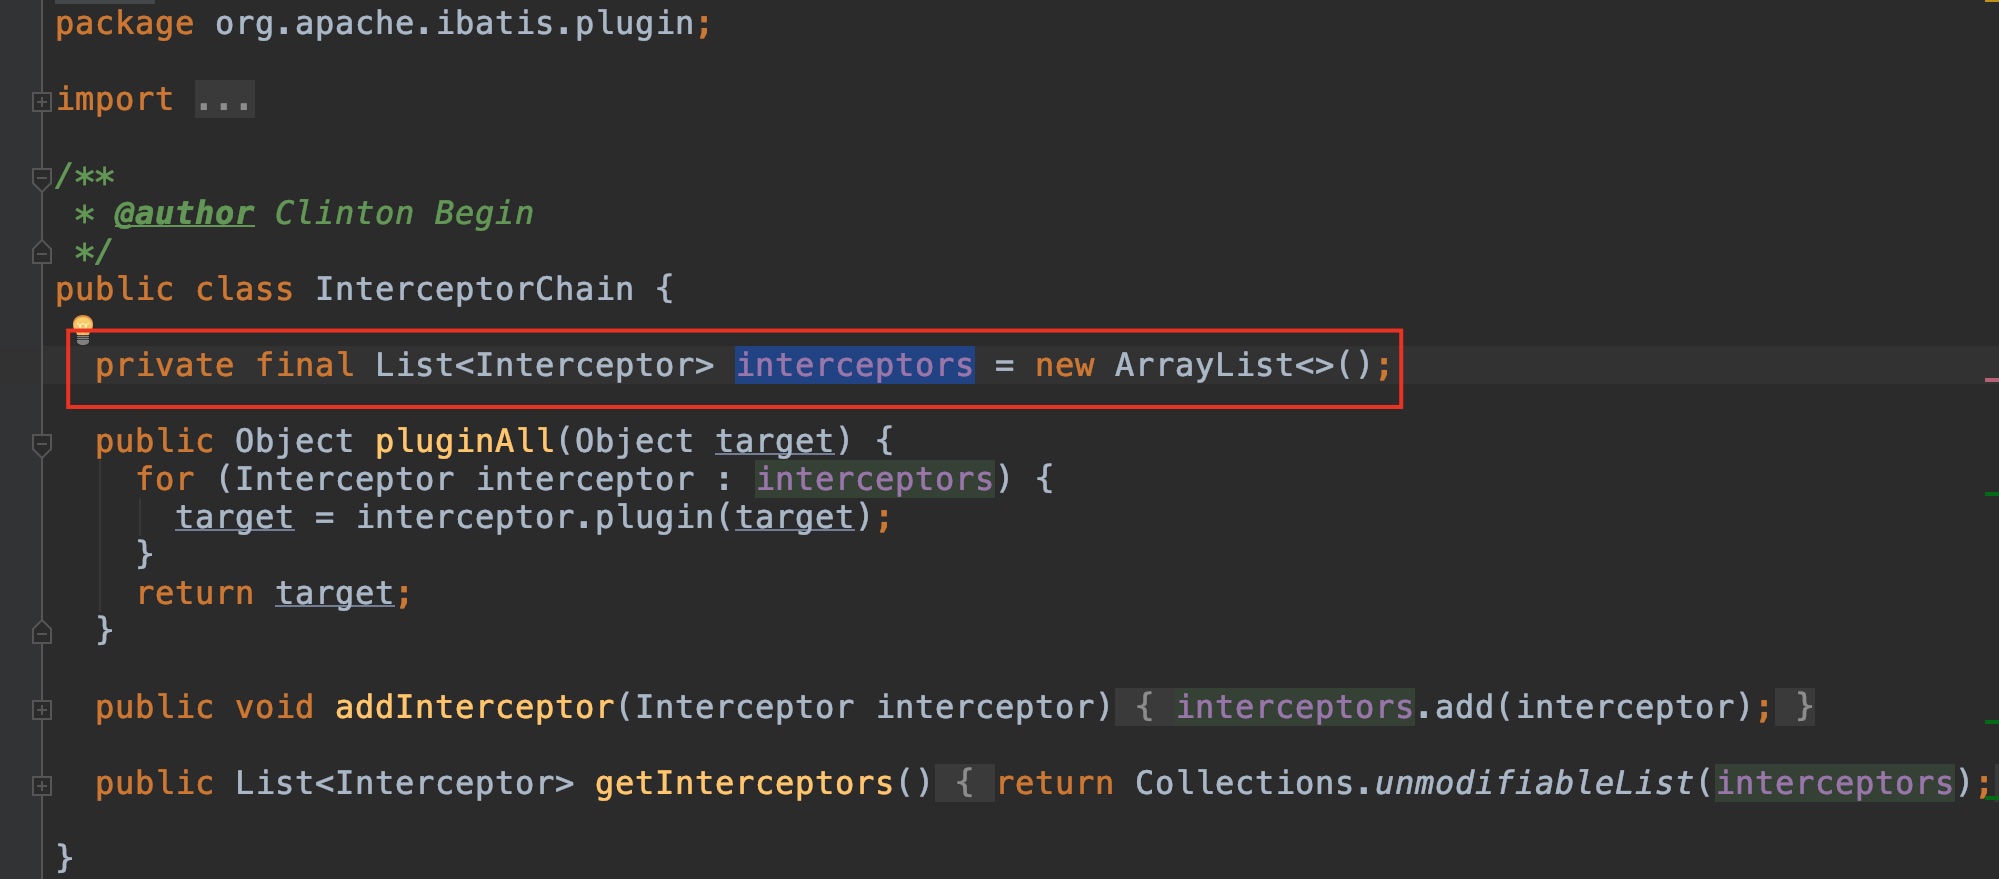 package org.apache.ibatis.plugin;
import ...
/**
* @author Clinton Begin
*/
public class InterceptorChain {
private final List<Interceptor> interceptors = new ArrayList<>();
public Object pluginAll(Object target) {
for (Interceptor interceptor : interceptors) {
target = interceptor.plugin(target);
}
return target;
}
public void addInterceptor(Interceptor interceptor) { interceptors.add(interceptor); }
public List<Interceptor> getInterceptors() { return Collections.unmodifiableList(interceptors);
}